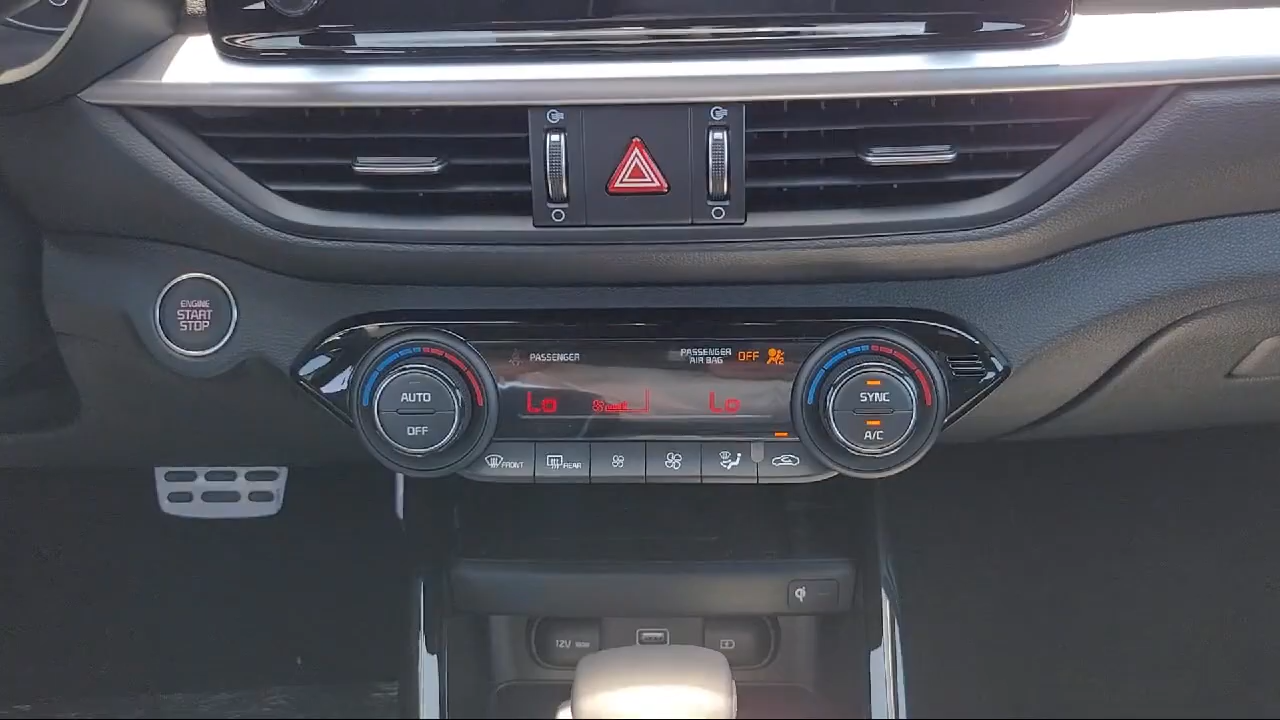 ENGINE
START
STOP
PASSENGER
PASSENGER
AIR BAG OFF
AUTO
OFF
Lo
Lo
SYNC
A/C
FRONT
REAR
12V